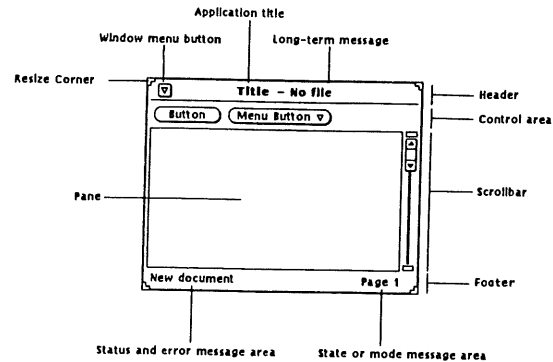 Application title
Window menu button
Long-term message
Resize Corner
Title - No file
Header
Button
Menu Button
Control area
Pane
Scrollbar
New document
Page 1
Footer
Status and error message area
State or mode message area